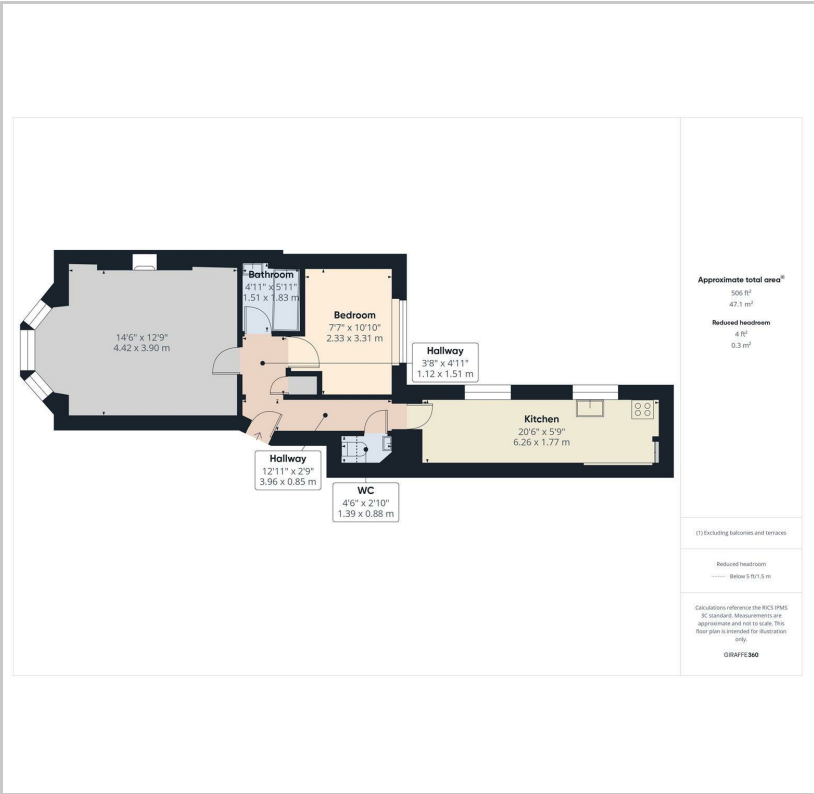 Bathroom
4'11" x 5'11"
1.51 x 1.83 m
Bedroom
7'7" x 10'10"
2.33 x 3.31 m
14'6" x 12'9"
4.42 x 3.90 m
Hallway
3'8" x 4'11"
1.12 x 1.51 m
Kitchen
20'6" x 5'9"
6.26 x 1.77 m
Hallway
12'11" x 2'9"
3.96 x 0.85 m
WC
4'6" x 2'10"
1.39 x 0.88 m
Approximate total area⁽¹⁾
506 ft²
47.1 m²
Reduced headroom
4 ft²
0.3 m²
(1) Excluding balconies and terraces
Reduced headroom
Below 5 ft/1.5 m
Calculations reference the RICS IPMS
3C standard. Measurements are
approximate and not to scale. This
floor plan is intended for illustration
only.
GIRAFFE360